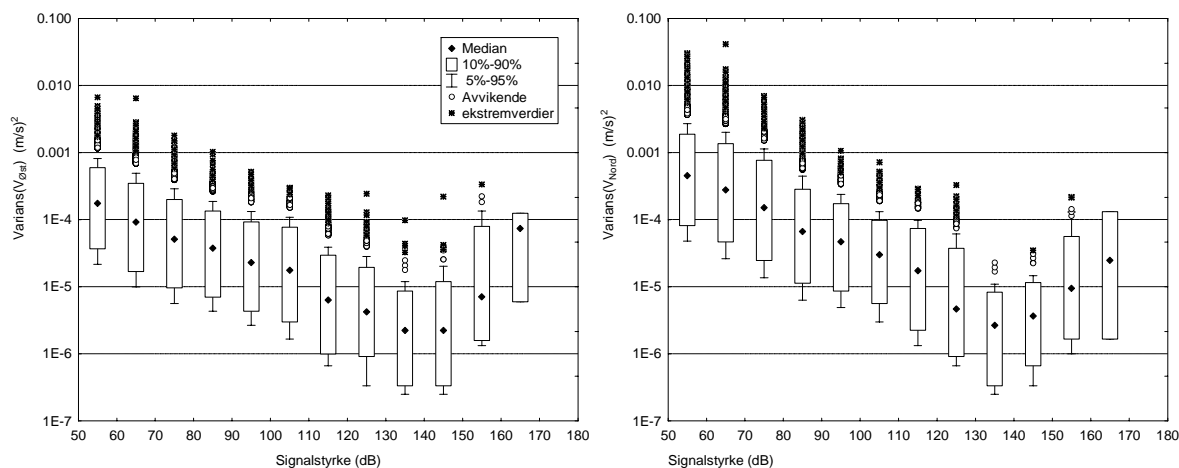 0.100
0.010
0.001
1E-4
1E-5
1E-6
1E-7
Varians(VØst) (m/s)2
50 60 70 80 90 100 110 120 130 140 150 160 170 180
Signalstyrke (dB)
Median
10%-90%
5%-95%
Avvikende
ekstremverdier
0.100
0.010
0.001
1E-4
1E-5
1E-6
1E-7
Varians(VNord) (m/s)2
50 60 70 80 90 100 110 120 130 140 150 160 170 180
Signalstyrke (dB)